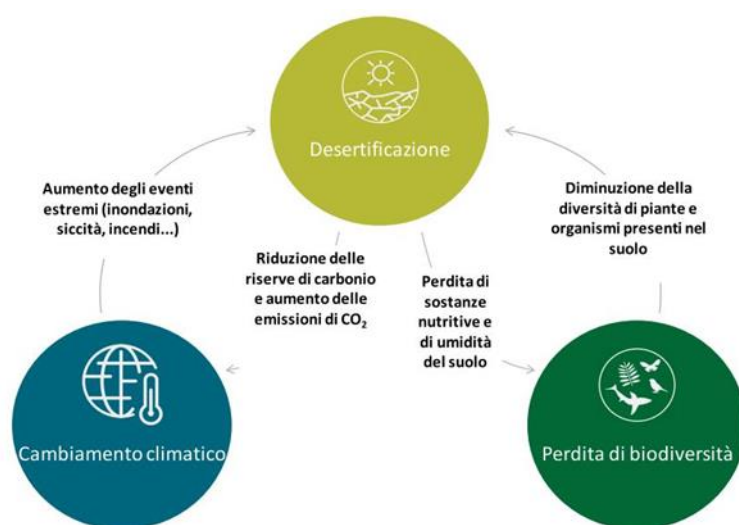 Desertificazione
Aumento degli eventi
estremi (inondazioni,
siccità, incendi...)
Diminuzione della
diversità di piante e
organismi presenti nel
suolo
Riduzione delle
riserve di carbonio
e aumento delle
emissioni di CO₂
Perdita di
sostanze
nutritive e
di umidità
del suolo
Cambiamento climatico
Perdita di biodiversità